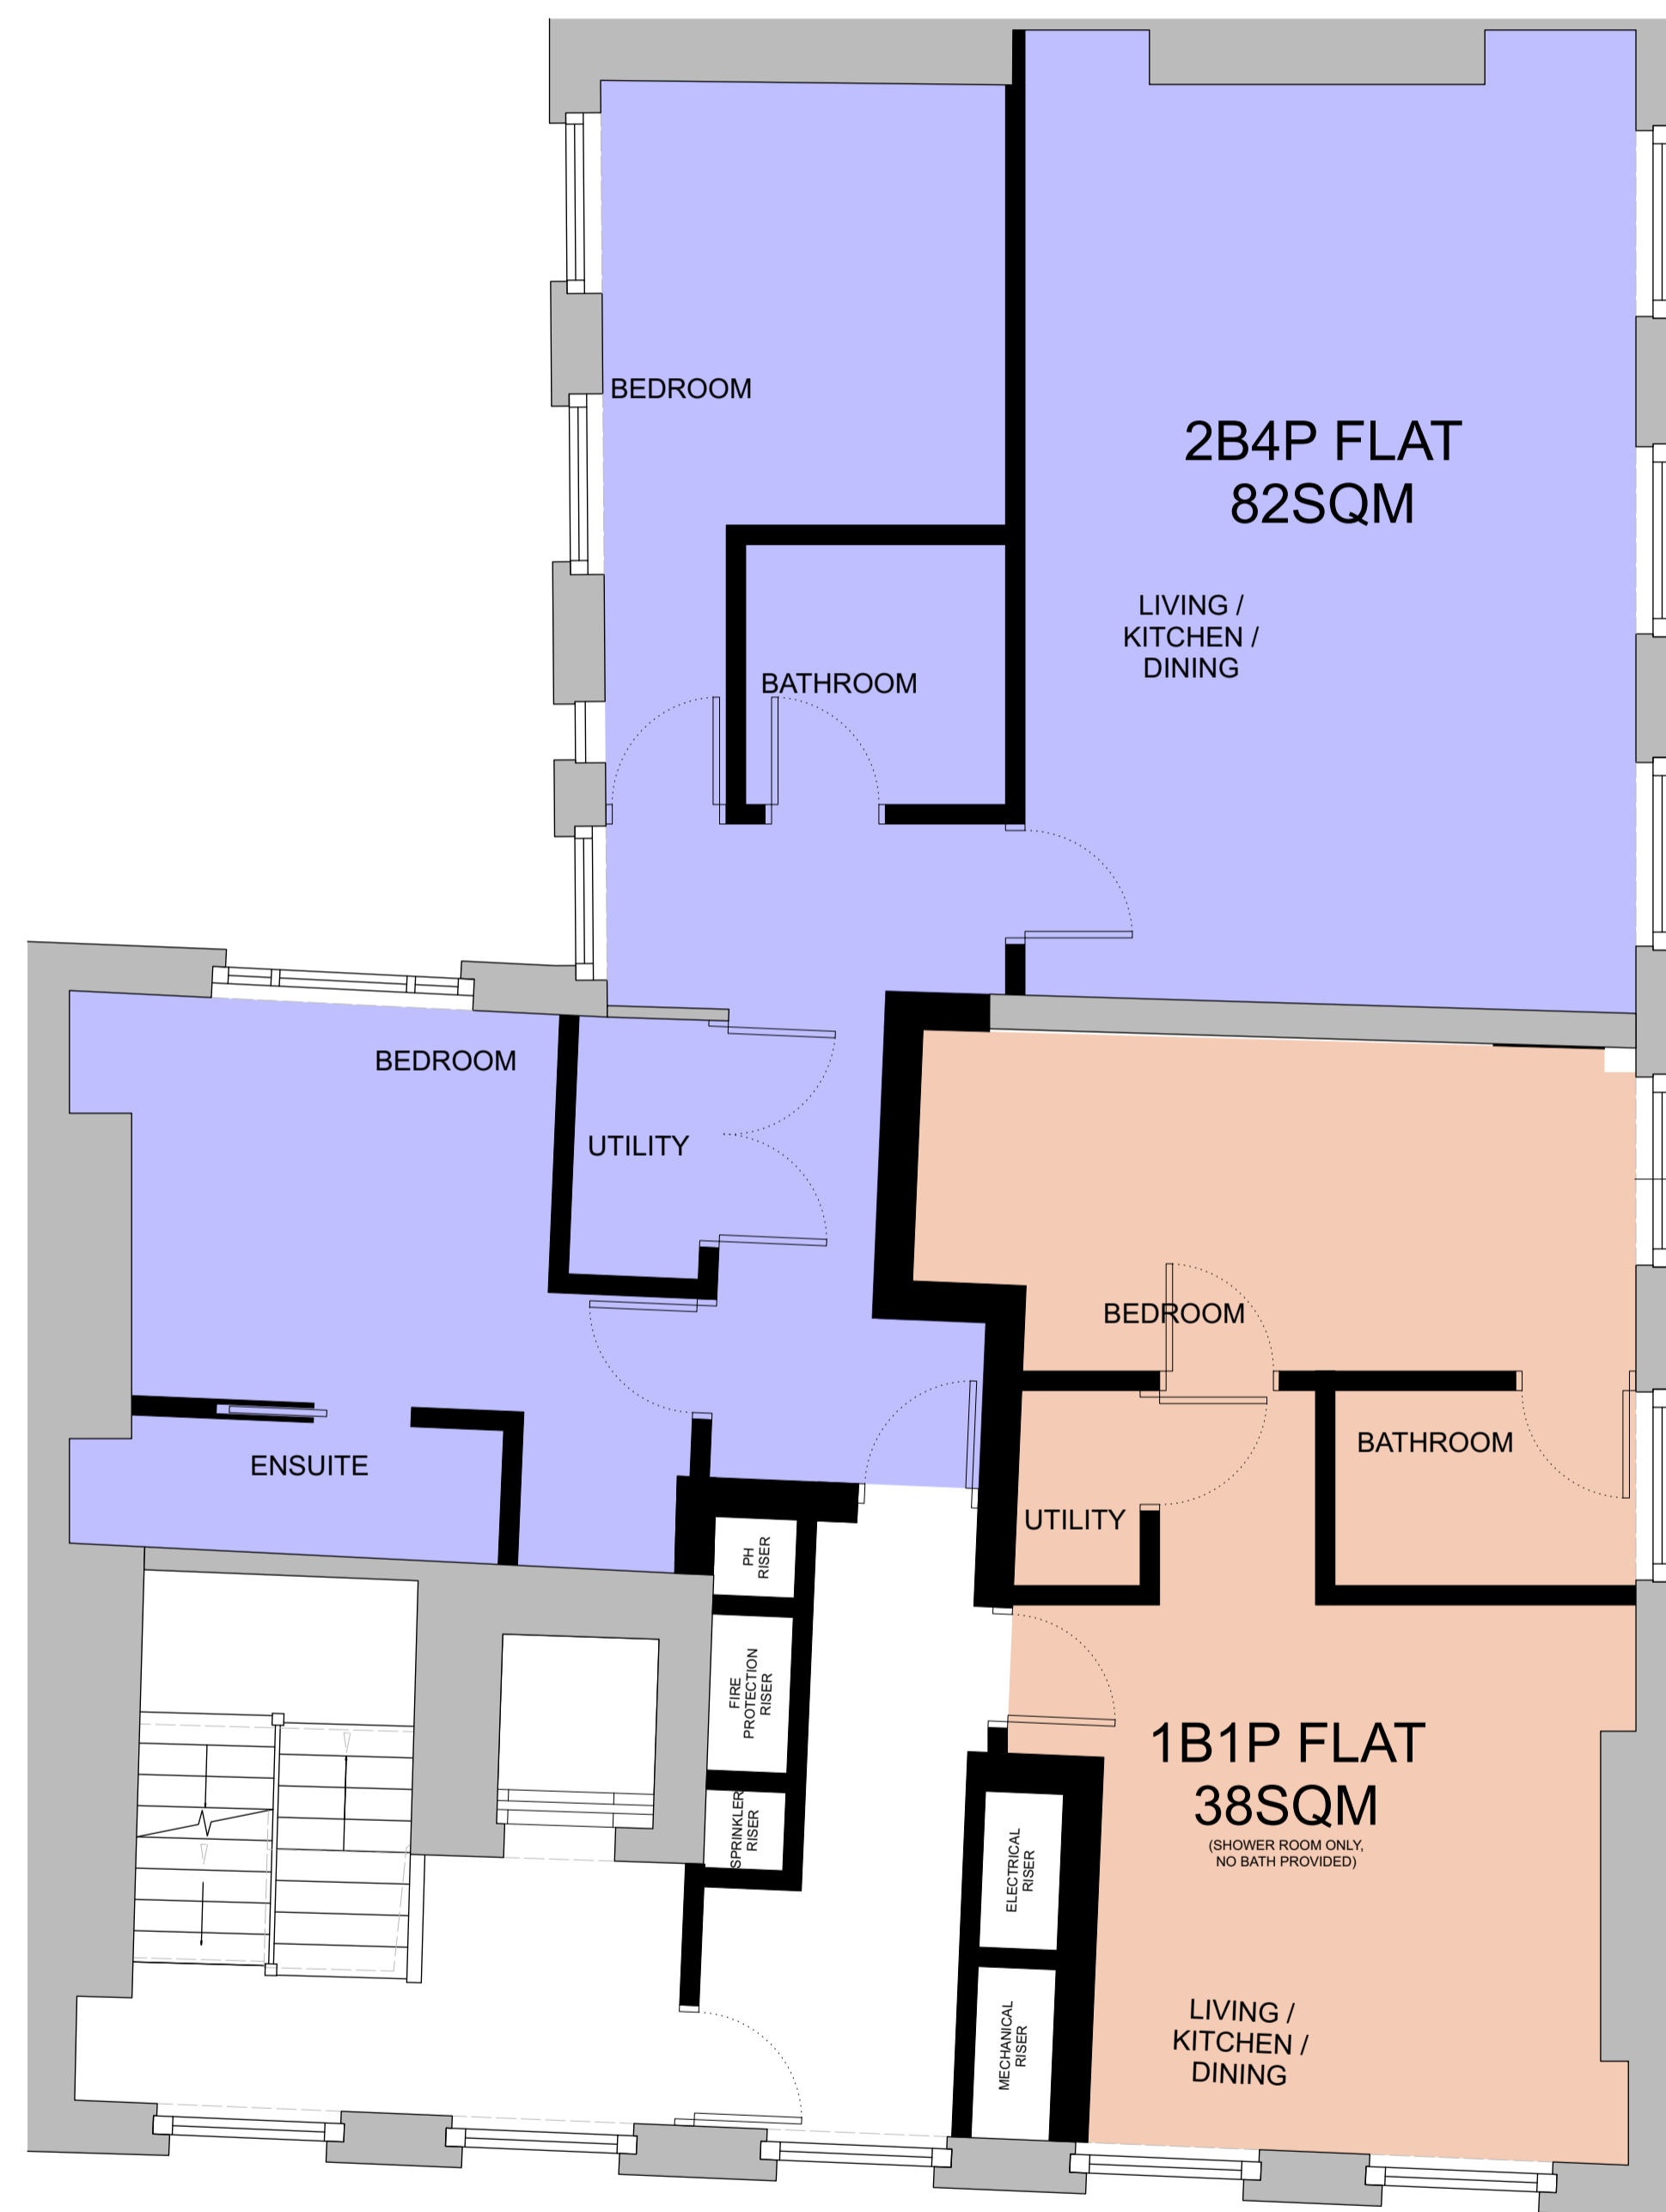 BEDROOM
2B4P FLAT
82SQM
LIVING /
KITCHEN /
DINING
BATHROOM
BEDROOM
UTILITY
BEDROOM
ENSUITE
BATHROOM
UTILITY
PH
RISER
FIRE
PROTECTION
RISER
SPRINKLER
RISER
1B1P FLAT
38SQM
(SHOWER ROOM ONLY,
NO BATH PROVIDED)
ELECTRICAL
RISER
MECHANICAL
RISER
LIVING /
KITCHEN /
DINING